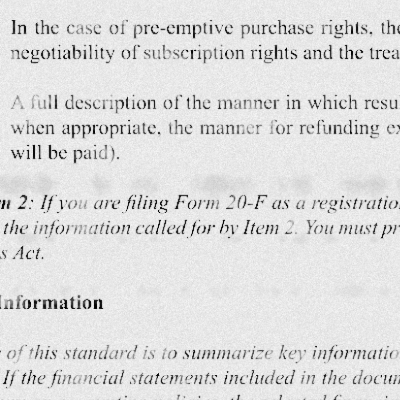 In the case of pre-emptive purchase rights, the
negotiability of subscription rights and the trea
A full description of the manner in which resu
when appropriate, the manner for refunding ex
will be paid).
m 2: If you are filing Form 20-F as a registratio
the information called for by Item 2. You must pr
s Act.
Information
of this standard is to summarize key informatio
If the financial statements included in the docum